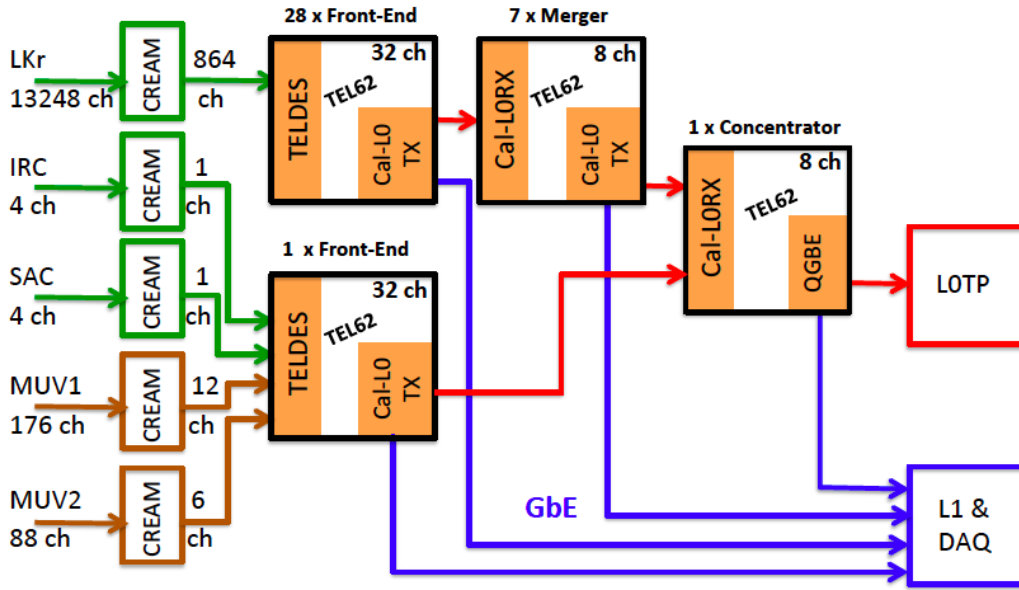 28 x Front-End
7 x Merger
LKr
13248 ch
CREAM
864
ch
TELDES
TEL62
32 ch
Cal-L0
TX
Cal-L0RX
TEL62
8 ch
Cal-L0
TX
1 x Concentrator
Cal-L0RX
TEL62
8 ch
QGBE
L0TP
IRC
4 ch
CREAM
1
ch
SAC
4 ch
CREAM
1
ch
1 x Front-End
TELDES
TEL62
32 ch
Cal-L0
TX
MUV1
176 ch
CREAM
12
ch
MUV2
88 ch
CREAM
6
ch
GbE
L1 &
DAQ